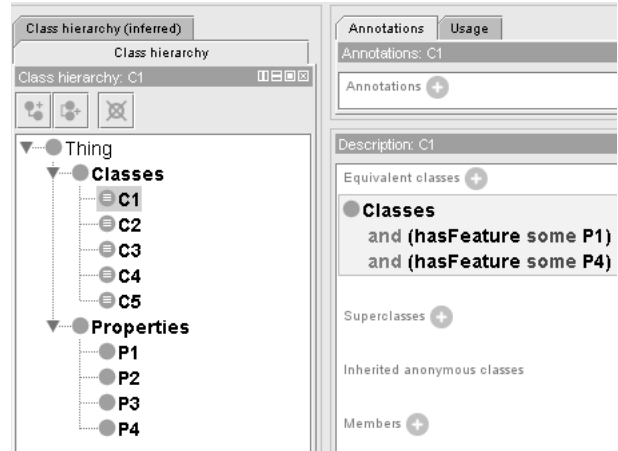 Class hierarchy (inferred)
Class hierarchy
Class hierarchy: C1
Thing
Classes
C1
C2
C3
C4
C5
Properties
P1
P2
P3
P4
Annotations Usage
Annotations: C1
Annotations
Description: C1
Equivalent classes
Classes
and (hasFeature some P1)
and (hasFeature some P4)
Superclasses
Inherited anonymous classes
Members